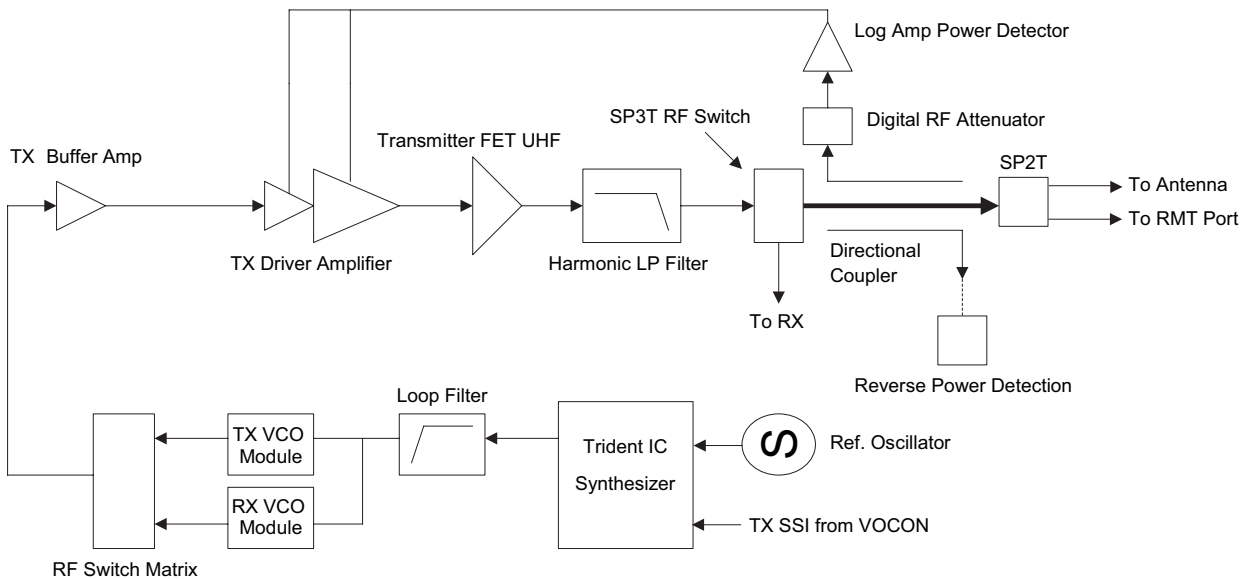 Log Amp Power Detector
SP3T RF Switch
Digital RF Attenuator
Transmitter FET UHF
TX Buffer Amp
SP2T
To Antenna
To RMT Port
TX Driver Amplifier
Harmonic LP Filter
Directional
Coupler
To RX
Reverse Power Detection
Loop Filter
TX VCO
Module
Trident IC
Synthesizer
Ref. Oscillator
RX VCO
Module
TX SSI from VOCON
RF Switch Matrix